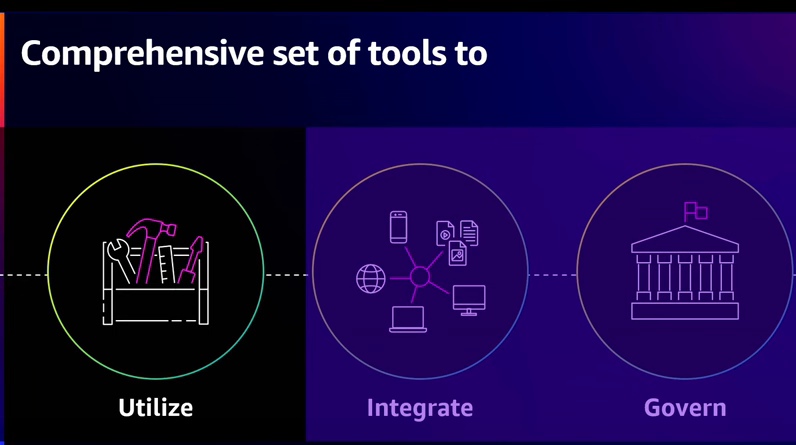 Comprehensive set of tools to
Utilize
Integrate
Govern